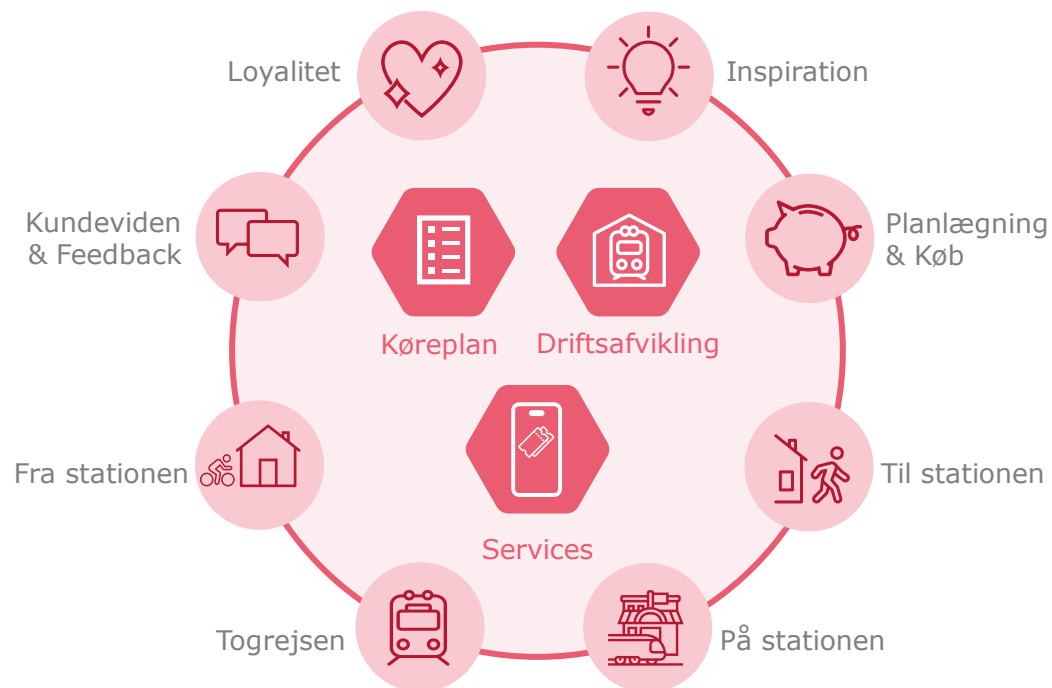 Loyalitet
Inspiration
Kundeviden
& Feedback
Planlægning
& Køb
Køreplan
Driftsafvikling
Fra stationen
Til stationen
Services
Togrejsen
På stationen